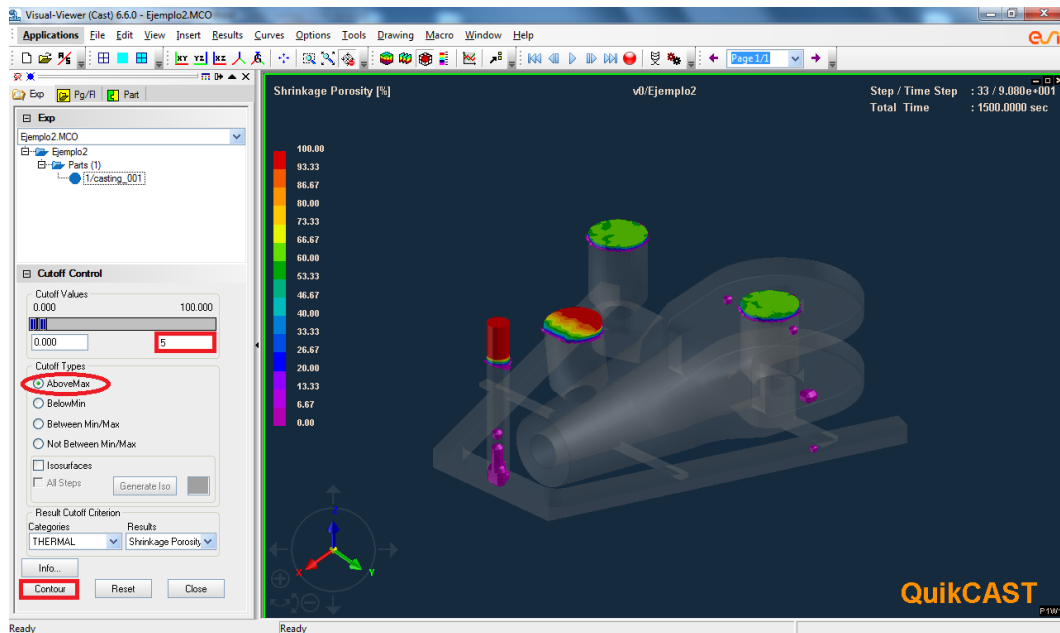 Visual-Viewer (Cast) 6.6.0 - Ejemplo2.MCO
Applications File Edit View Insert Results Curves Options Tools Drawing Macro Window Help
Page 1/1
Exp Pg/Fl Part
Exp
Ejemplo2.MCO
Ejemplo2
Parts (1)
1/casting_001
Cutoff Control
Cutoff Values
0.000 100.000
0.000 5
Cutoff Types
AboveMax
BelowMin
Between Min/Max
Not Between Min/Max
Isosurfaces
All Steps Generate Iso
Result Cutoff Criterion
Categories Results
THERMAL Shrinkage Porosity
Info...
Contour Reset Close
Ready
Shrinkage Porosity [%] v0/Ejemplo2 Step / Time Step : 33 / 9.080e+001
Total Time : 1500.0000 sec
100.00
93.33
86.67
80.00
73.33
66.67
60.00
53.33
46.67
40.00
33.33
26.67
20.00
13.33
6.67
0.00
Z
X
Y
QuikCAST
P1W1
Ready